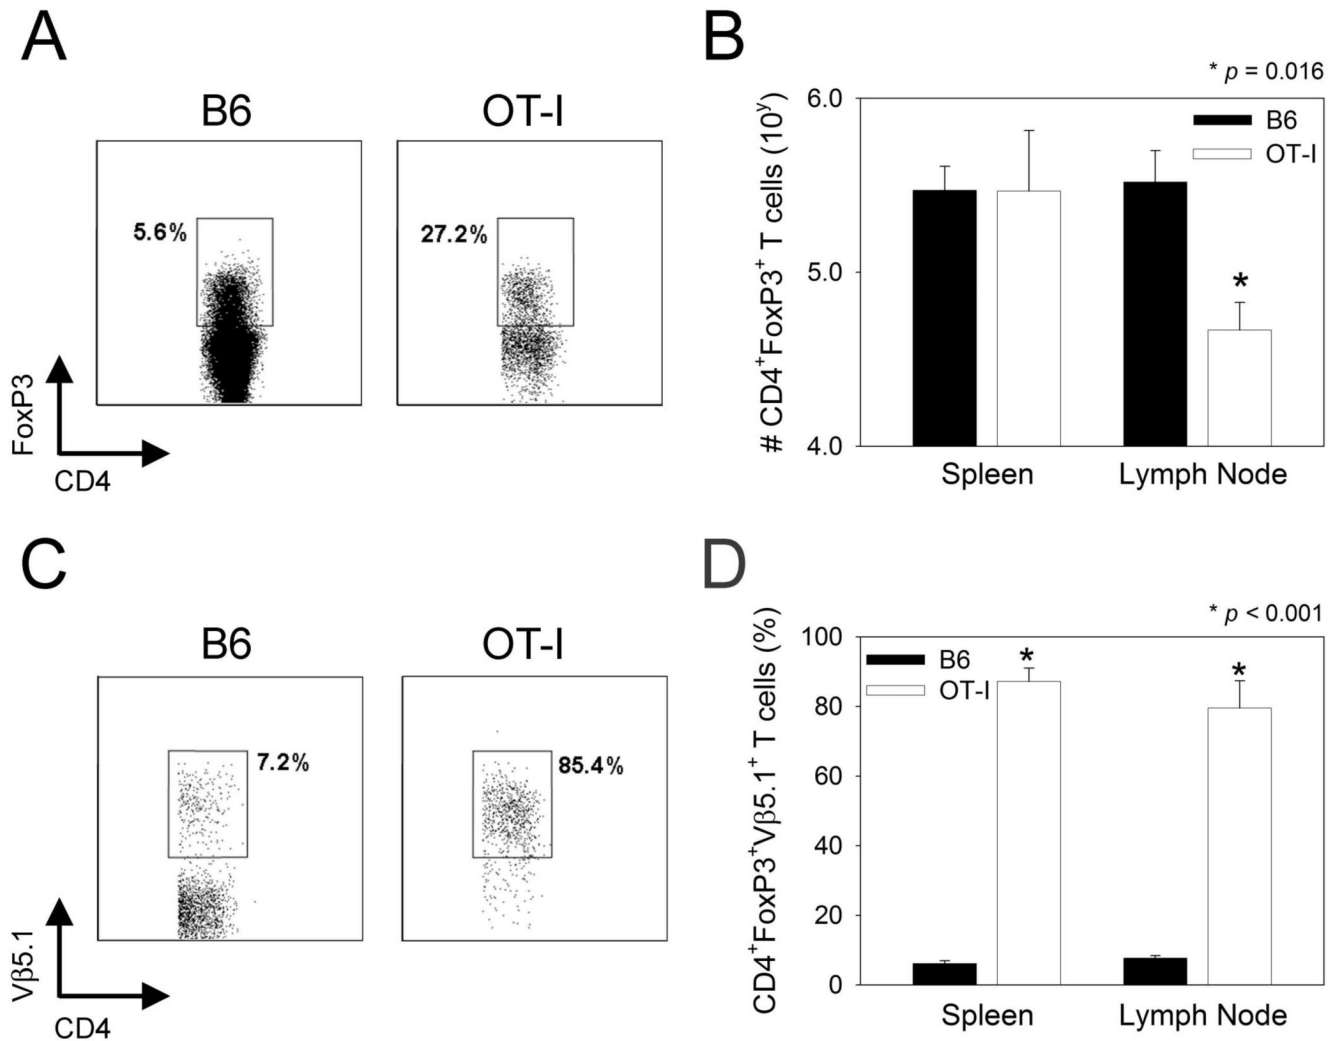 A
B6
OT-I
5.6%
27.2%
FoxP3
CD4
B
* p = 0.016
# CD4+FoxP3+ T cells (10^y)
6.0
5.0
4.0
B6
OT-I
*
Spleen
Lymph Node
C
B6
OT-I
7.2%
85.4%
Vβ5.1
CD4
D
* p < 0.001
CD4+FoxP3+Vβ5.1+ T cells (%)
100
80
60
40
20
0
B6
OT-I
*
*
Spleen
Lymph Node